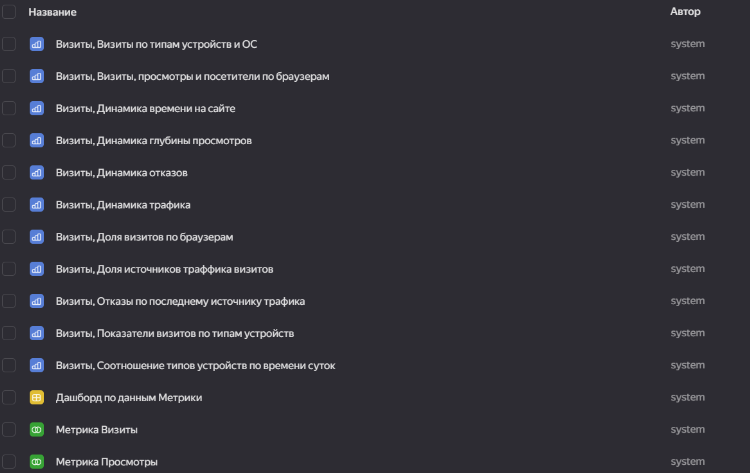 Название Автор
Визиты, Визиты по типам устройств и ОС system
Визиты, Визиты, просмотры и посетители по браузерам system
Визиты, Динамика времени на сайте system
Визиты, Динамика глубины просмотров system
Визиты, Динамика отказов system
Визиты, Динамика трафика system
Визиты, Доля визитов по браузерам system
Визиты, Доля источников траффика визитов system
Визиты, Отказы по последнему источнику трафика system
Визиты, Показатели визитов по типам устройств system
Визиты, Соотношение типов устройств по времени суток system
Дашборд по данным Метрики system
Метрика Визиты system
Метрика Просмотры system